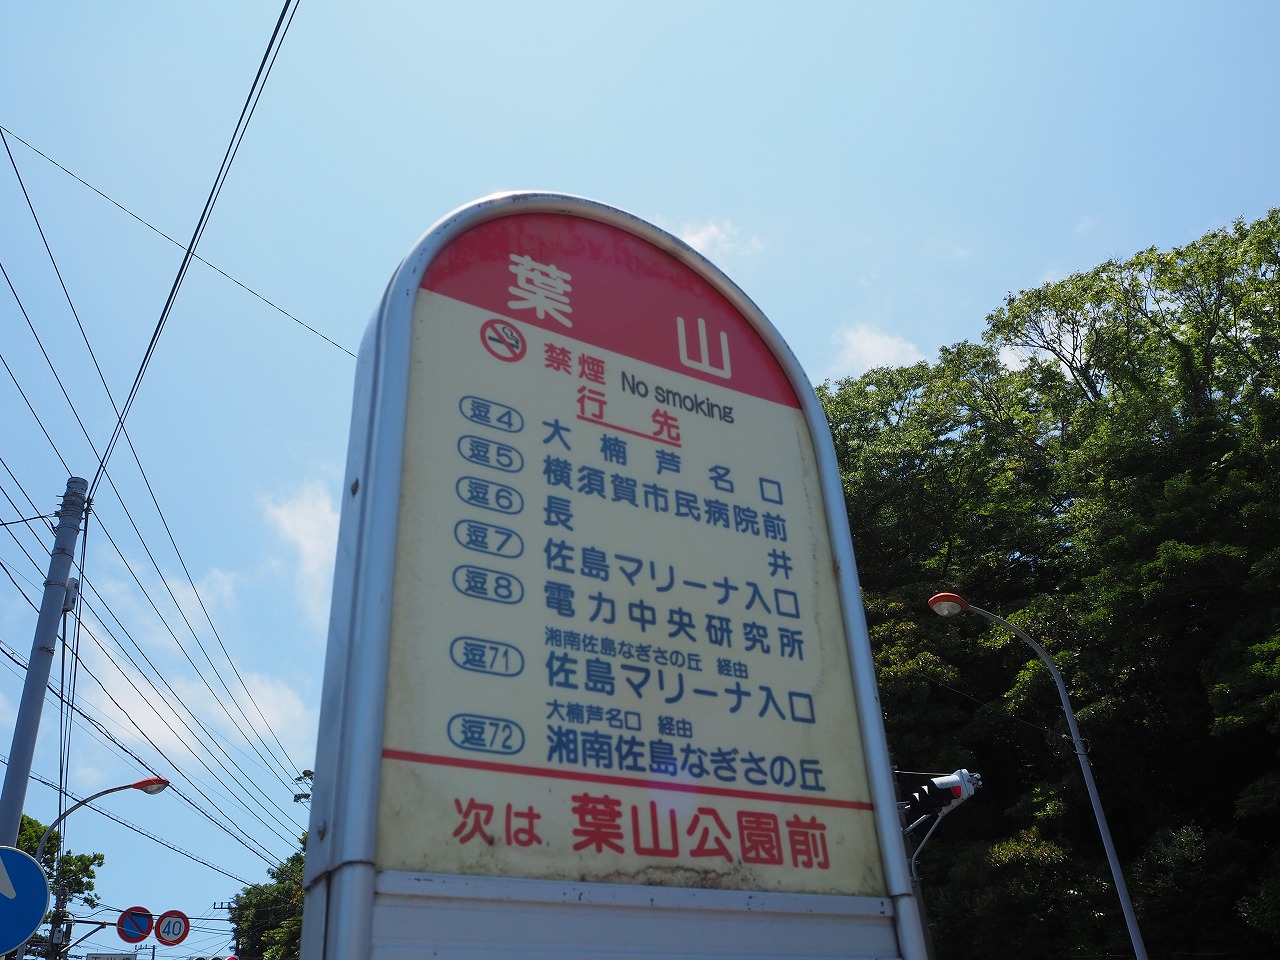 葉山
禁煙 No smoking
行先
逗4 大楠芦名口
逗5 横須賀市民病院前
逗6 長井
逗7 佐島マリーナ入口
逗8 電力中央研究所
湘南佐島なぎさの丘 経由
逗71 佐島マリーナ入口
大楠芦名口 経由
逗72 湘南佐島なぎさの丘
次は 葉山公園前
40